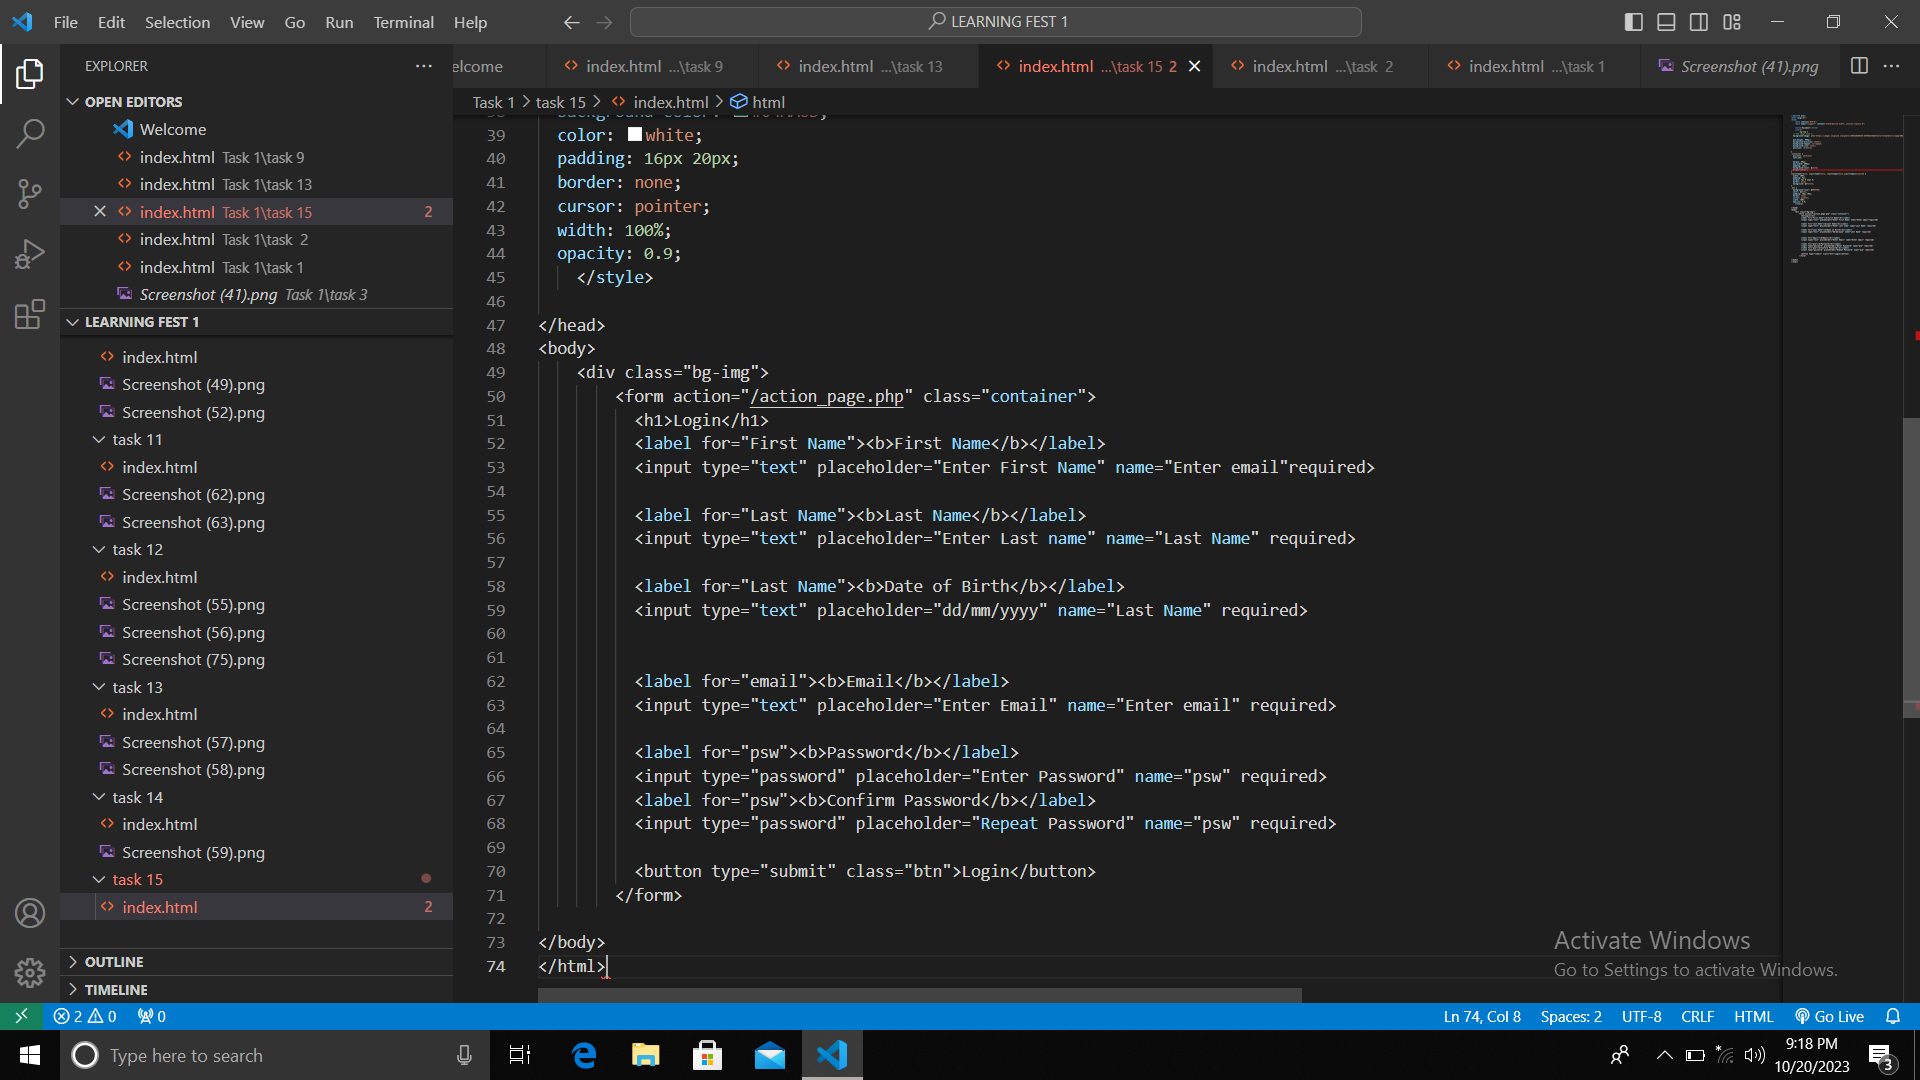 File Edit Selection View Go Run Terminal Help
LEARNING FEST 1
EXPLORER
elcome
index.html ...\task 9
index.html ...\task 13
index.html ...\task 15 2
index.html ...\task 2
index.html ...\task 1
Screenshot (41).png
OPEN EDITORS
Welcome
index.html Task 1\task 9
index.html Task 1\task 13
index.html Task 1\task 15 2
index.html Task 1\task 2
index.html Task 1\task 1
Screenshot (41).png Task 1\task 3
LEARNING FEST 1
index.html
Screenshot (49).png
Screenshot (52).png
task 11
index.html
Screenshot (62).png
Screenshot (63).png
task 12
index.html
Screenshot (55).png
Screenshot (56).png
Screenshot (75).png
task 13
index.html
Screenshot (57).png
Screenshot (58).png
task 14
index.html
Screenshot (59).png
task 15
index.html 2
OUTLINE
TIMELINE
Task 1 > task 15 > index.html > html
39 color: white;
40 padding: 16px 20px;
41 border: none;
42 cursor: pointer;
43 width: 100%;
44 opacity: 0.9;
45 </style>
46
47 </head>
48 <body>
49 <div class="bg-img">
50 <form action="/action_page.php" class="container">
51 <h1>Login</h1>
52 <label for="First Name"><b>First Name</b></label>
53 <input type="text" placeholder="Enter First Name" name="Enter email"required>
54
55 <label for="Last Name"><b>Last Name</b></label>
56 <input type="text" placeholder="Enter Last name" name="Last Name" required>
57
58 <label for="Last Name"><b>Date of Birth</b></label>
59 <input type="text" placeholder="dd/mm/yyyy" name="Last Name" required>
60
61
62 <label for="email"><b>Email</b></label>
63 <input type="text" placeholder="Enter Email" name="Enter email" required>
64
65 <label for="psw"><b>Password</b></label>
66 <input type="password" placeholder="Enter Password" name="psw" required>
67 <label for="psw"><b>Confirm Password</b></label>
68 <input type="password" placeholder="Repeat Password" name="psw" required>
69
70 <button type="submit" class="btn">Login</button>
71 </form>
72
73 </body>
74 </html>
Activate Windows
Go to Settings to activate Windows.
2 0 0
Ln 74, Col 8 Spaces: 2 UTF-8 CRLF HTML Go Live
Type here to search
9:18 PM
10/20/2023
3